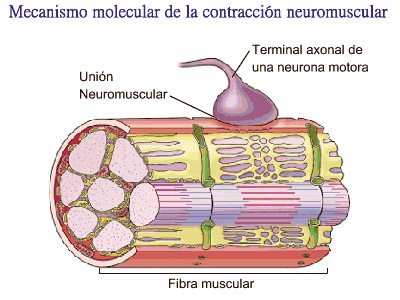 Mecanismo molecular de la contracción neuromuscular
Terminal axonal de
una neurona motora
Unión
Neuromuscular
Fibra muscular